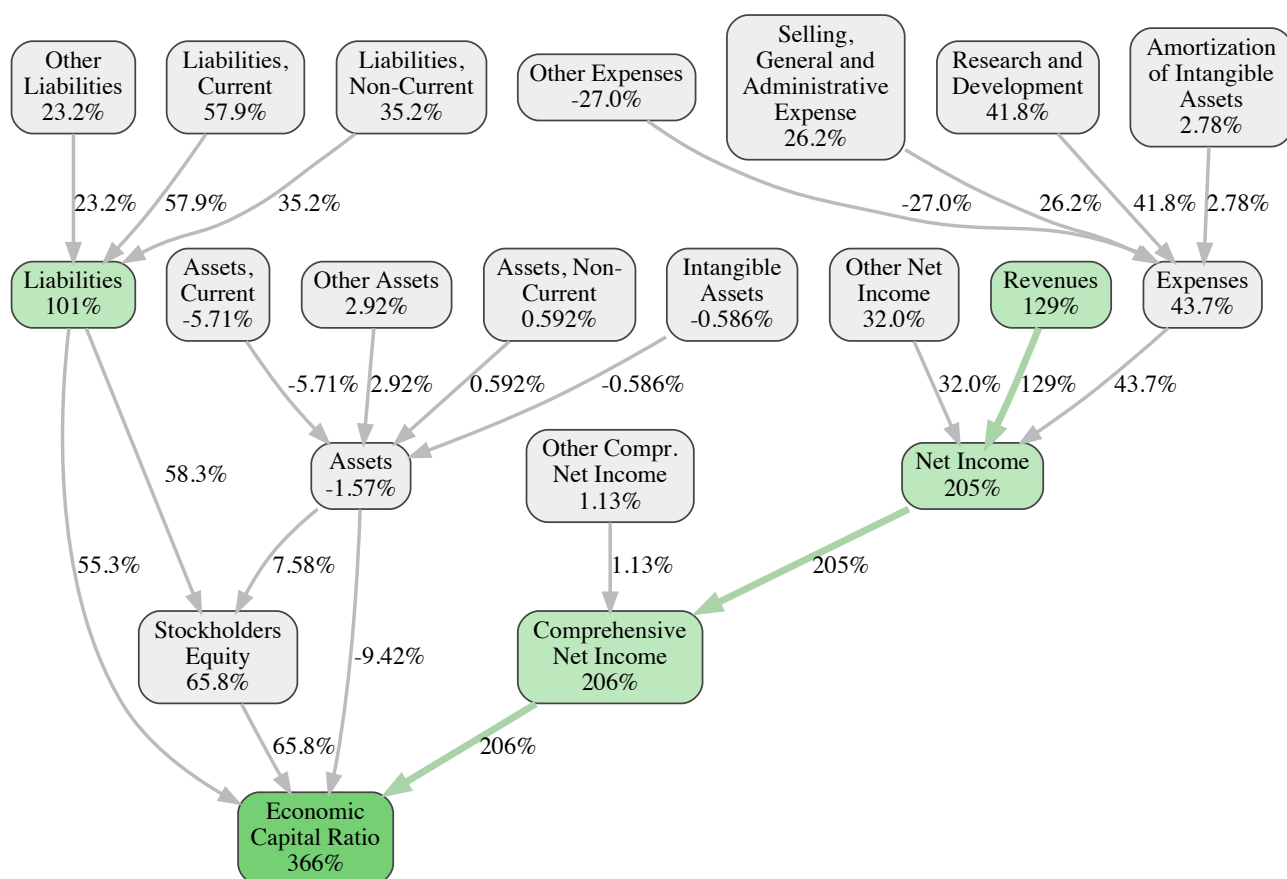 Other
Liabilities
23.2%
Liabilities,
Current
57.9%
Liabilities,
Non-Current
35.2%
Other Expenses
-27.0%
Selling,
General and
Administrative
Expense
26.2%
Research and
Development
41.8%
Amortization
of Intangible
Assets
2.78%
23.2%
57.9%
35.2%
-27.0%
26.2%
41.8%
2.78%
Liabilities
101%
Assets,
Current
-5.71%
Other Assets
2.92%
Assets, Non-
Current
0.592%
Intangible
Assets
-0.586%
Other Net
Income
32.0%
Revenues
129%
Expenses
43.7%
-5.71%
2.92%
0.592%
-0.586%
32.0%
129%
43.7%
58.3%
Assets
-1.57%
Other Compr.
Net Income
1.13%
Net Income
205%
55.3%
7.58%
1.13%
205%
Stockholders
Equity
65.8%
-9.42%
Comprehensive
Net Income
206%
65.8%
206%
Economic
Capital Ratio
366%